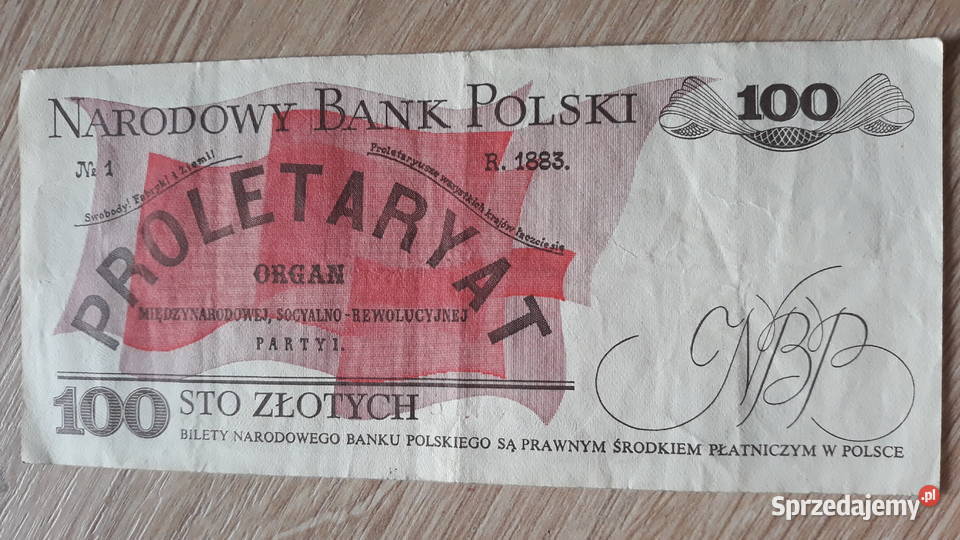 NARODOWY BANK POLSKI
100
№ 1
R. 1883.
Swobody! Fabryki i Ziemi!
Proletaryusze wszystkich krajów łączcie się
PROLETARYAT
ORGAN
MIĘDZYNARODOWEJ, SOCYALNO-REWOLUCYJNEJ
PARTYI.
100 STO ZŁOTYCH
NBP
BILETY NARODOWEGO BANKU POLSKIEGO SĄ PRAWNYM ŚRODKIEM PŁATNICZYM W POLSCE
Sprzedajemy.pl